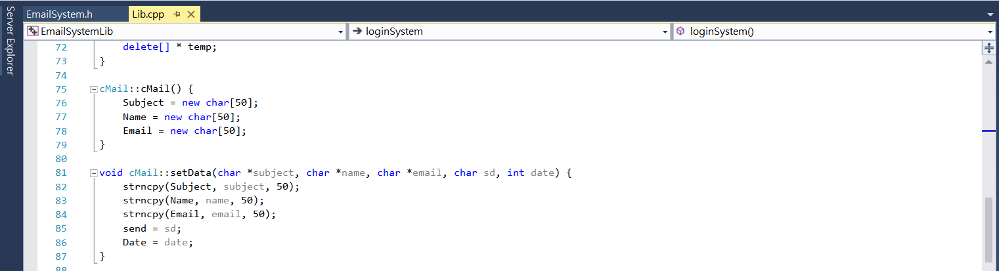 Server Explorer
EmailSystem.h Lib.cpp
EmailSystemLib loginSystem loginSystem()
72 delete[] * temp;
73 }
74
75 cMail::cMail() {
76 Subject = new char[50];
77 Name = new char[50];
78 Email = new char[50];
79 }
80
81 void cMail::setData(char *subject, char *name, char *email, char sd, int date) {
82 strncpy(Subject, subject, 50);
83 strncpy(Name, name, 50);
84 strncpy(Email, email, 50);
85 send = sd;
86 Date = date;
87 }
88